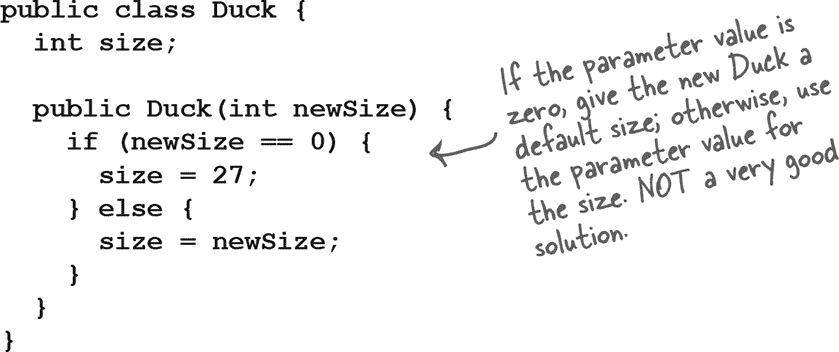 public class Duck {
  int size;

  public Duck(int newSize) {
    if (newSize == 0) {
      size = 27;
    } else {
      size = newSize;
    }
  }
}
If the parameter value is
zero, give the new Duck a
default size; otherwise, use
the parameter value for
the size. NOT a very good
solution.